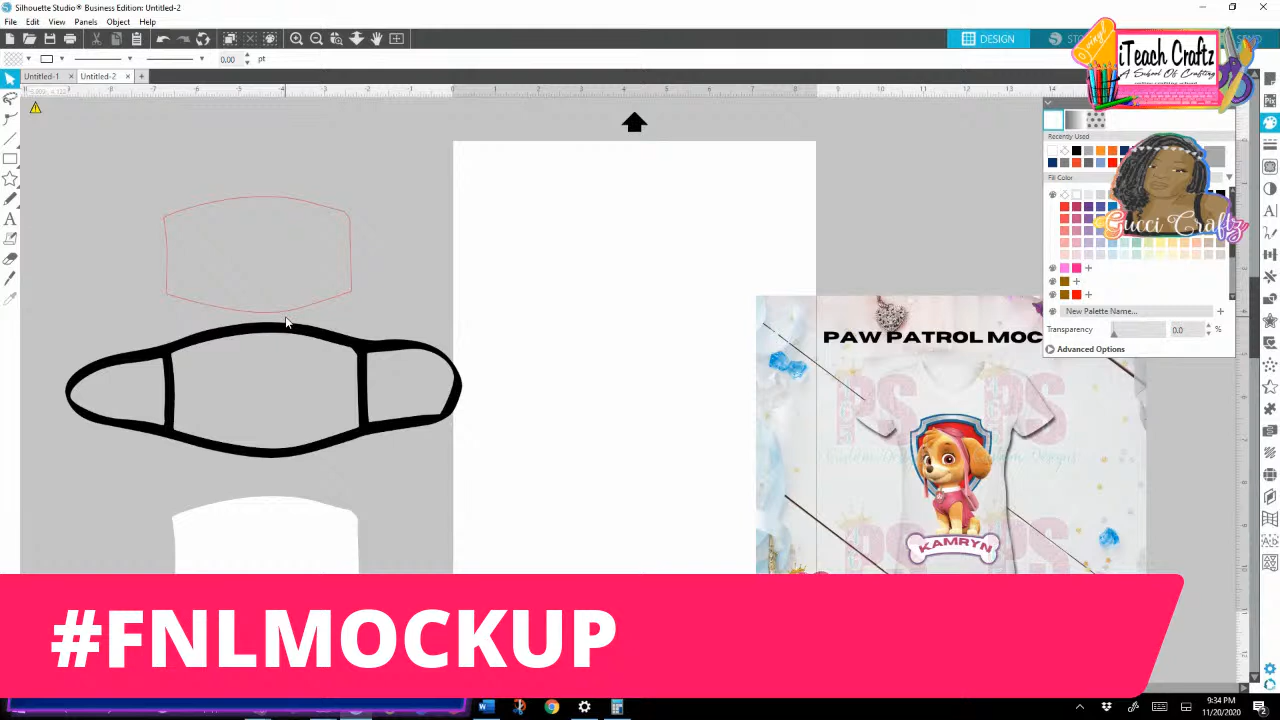 Silhouette Studio® Business Edition: Untitled-2
File Edit View Panels Object Help
DESIGN
0.00 pt
Untitled-1 × Untitled-2 ×
iTeach Craftz
A School Of Crafting
Recently Used
Fill Color
Gucci Craftz
New Palette Name...
Transparency 0.0 %
Advanced Options
PAW PATROL MOC
PS PS
KAMRYN
#FNLMOCKUP
9:34 PM
11/20/2020